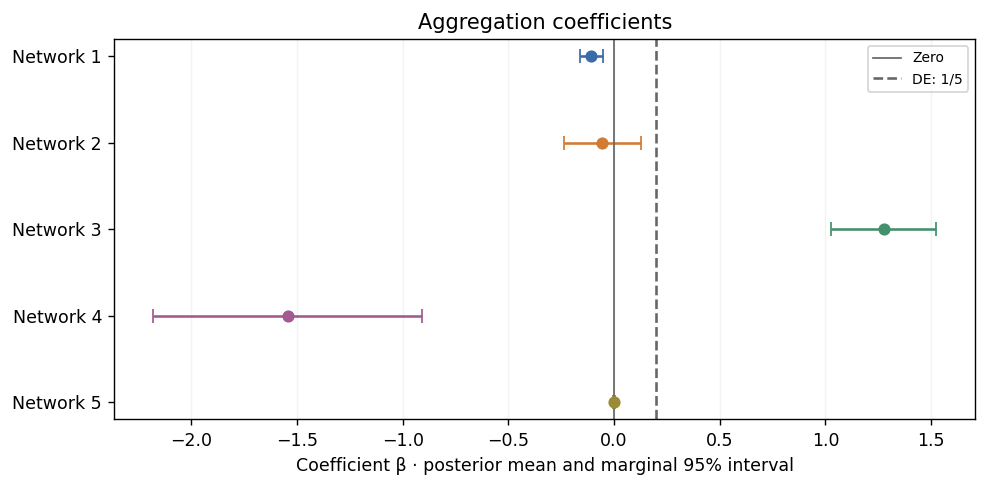 Aggregation coefficients
Network 1
Network 2
Network 3
Network 4
Network 5
Zero
DE: 1/5
−2.0 −1.5 −1.0 −0.5 0.0 0.5 1.0 1.5
Coefficient β · posterior mean and marginal 95% interval